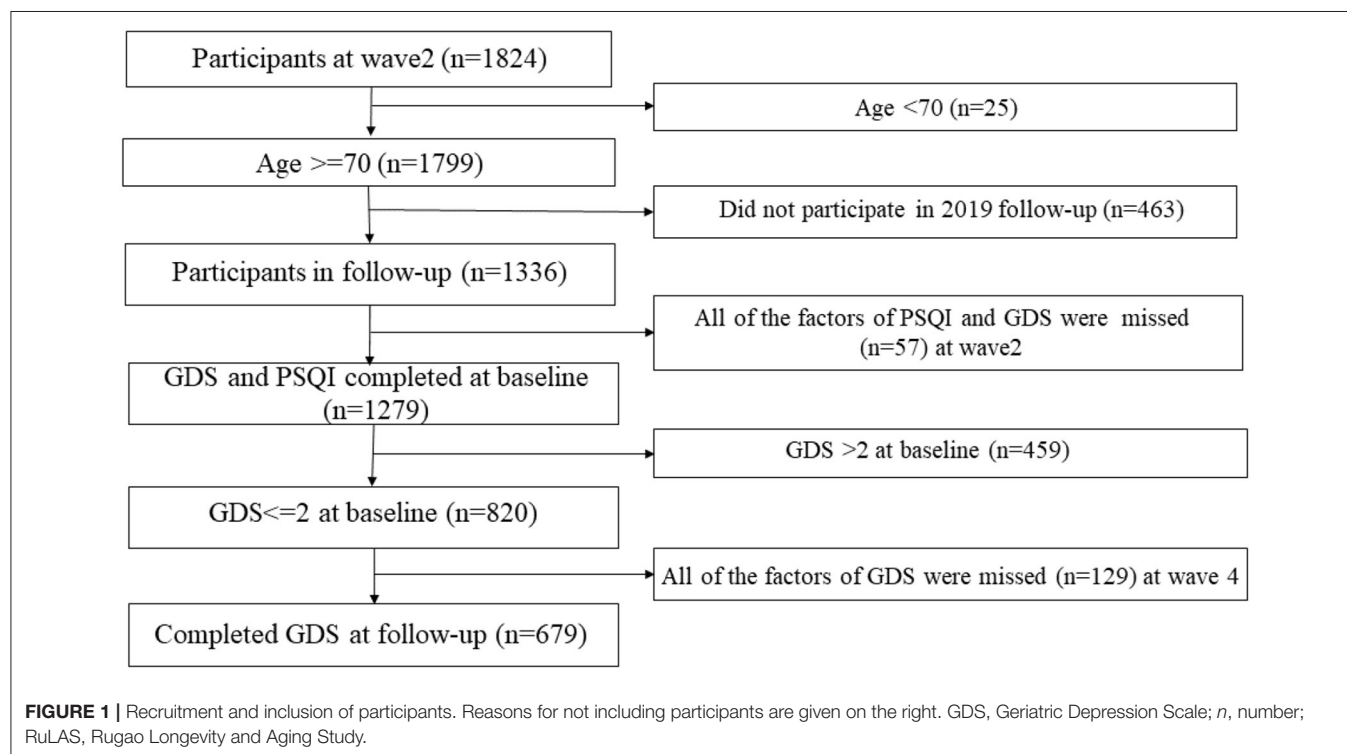 Participants at wave2 (n=1824)
Age <70 (n=25)
Age >=70 (n=1799)
Did not participate in 2019 follow-up (n=463)
Participants in follow-up (n=1336)
All of the factors of PSQI and GDS were missed
(n=57) at wave2
GDS and PSQI completed at baseline
(n=1279)
GDS >2 at baseline (n=459)
GDS<=2 at baseline (n=820)
All of the factors of GDS were missed (n=129) at wave 4
Completed GDS at follow-up (n=679)
FIGURE 1 | Recruitment and inclusion of participants. Reasons for not including participants are given on the right. GDS, Geriatric Depression Scale; n, number;
RuLAS, Rugao Longevity and Aging Study.